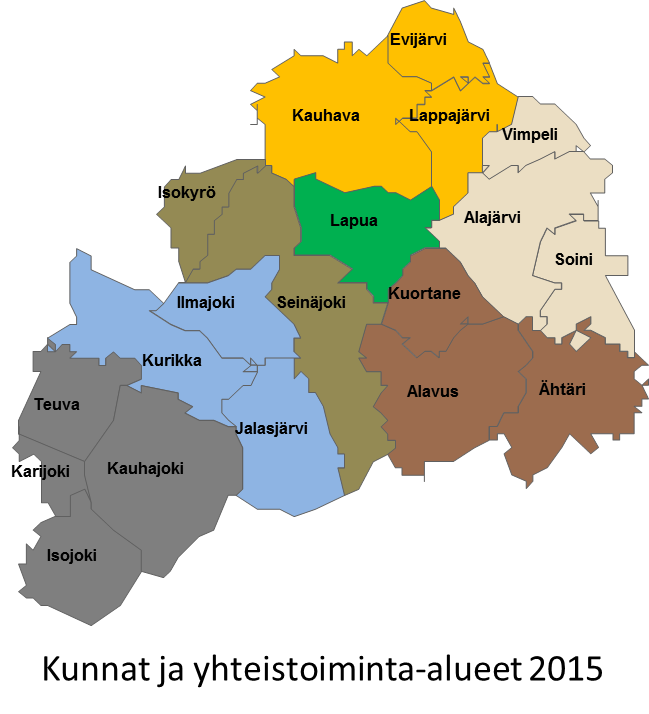 Evijärvi
Kauhava
Lappajärvi
Vimpeli
Isokyrö
Lapua
Alajärvi
Soini
Ilmajoki
Seinäjoki
Kuortane
Kurikka
Teuva
Alavus
Ähtäri
Jalasjärvi
Karijoki
Kauhajoki
Isojoki
Kunnat ja yhteistoiminta-alueet 2015